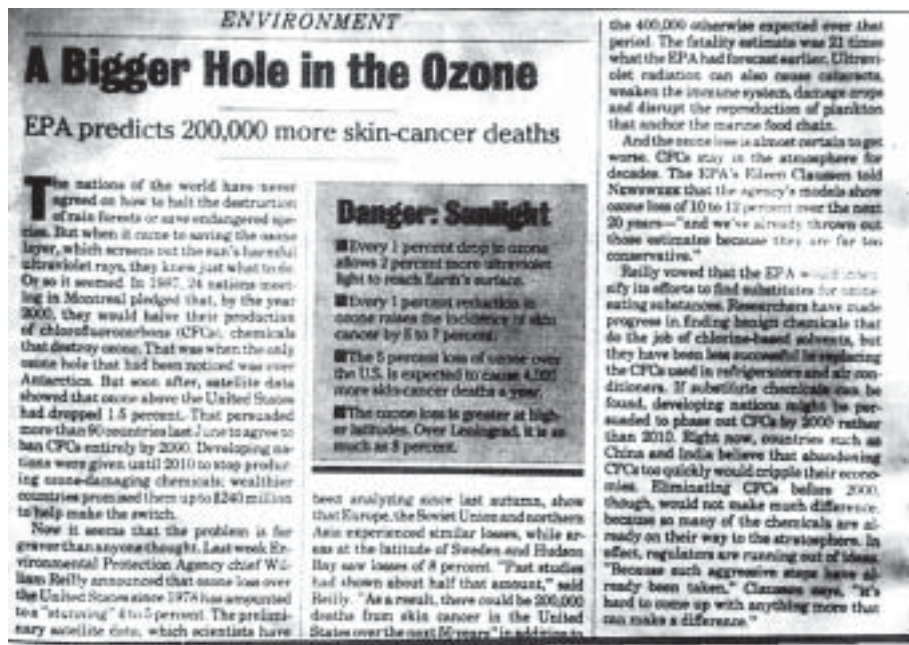 ENVIRONMENT
A Bigger Hole in the Ozone
EPA predicts 200,000 more skin-cancer deaths
The nations of the world have never
agreed on how to halt the destruction
of rain forests or save endangered spe-
cies. But when it came to saving the ozone
layer, which screens out the sun's harmful
ultraviolet rays, they knew just what to do.
Or so it seemed. In 1987, 24 nations meet-
ing in Montreal pledged that, by the year
2000, they would halve their production
of chlorofluorocarbons (CFCs), chemicals
that destroy ozone. That was when the only
ozone hole that had been noticed was over
Antarctica. But soon after, satellite data
showed that ozone above the United States
had dropped 1.5 percent. That persuaded
more than 90 countries last June to agree to
ban CFCs entirely by 2000. Developing na-
tions were given until 2010 to stop produc-
ing ozone-damaging chemicals; wealthier
countries promised them up to $240 million
to help make the switch.
Now it seems that the problem is far
graver than anyone thought. Last week En-
vironmental Protection Agency chief Wil-
liam Reilly announced that ozone loss over
the United States since 1978 has amounted
to a "stunning" 4 to 5 percent. The prelimi-
nary satellite data, which scientists have
Danger: Sunlight
■Every 1 percent drop in ozone
allows 2 percent more ultraviolet
light to reach Earth's surface.
■Every 1 percent reduction in
ozone raises the incidence of skin
cancer by 5 to 7 percent.
■The 5 percent loss of ozone over
the U.S. is expected to cause 4,000
more skin-cancer deaths a year.
■The ozone loss is greater at high-
er latitudes. Over Leningrad, it is as
much as 8 percent.
been analyzing since last autumn, show
that Europe, the Soviet Union and northern
Asia experienced similar losses, while ar-
eas at the latitude of Sweden and Hudson
Bay saw losses of 8 percent. "Past studies
had shown about half that amount," said
Reilly. "As a result, there could be 200,000
deaths from skin cancer in the United
States over the next 50 years" in addition to
the 400,000 otherwise expected over that
period. The fatality estimate was 21 times
what the EPA had forecast earlier. Ultravi-
olet radiation can also cause cataracts,
weaken the immune system, damage crops
and disrupt the reproduction of plankton
that anchor the marine food chain.
And the ozone loss is almost certain to get
worse. CFCs stay in the atmosphere for
decades. The EPA's Eileen Claussen told
NEWSWEEK that the agency's models show
ozone loss of 10 to 12 percent over the next
20 years—"and we've already thrown out
those estimates because they are far too
conservative."
Reilly vowed that the EPA would inten-
sify its efforts to find substitutes for ozone-
eating substances. Researchers have made
progress in finding benign chemicals that
do the job of chlorine-based solvents, but
they have been less successful in replacing
the CFCs used in refrigerators and air con-
ditioners. If substitute chemicals can be
found, developing nations might be per-
suaded to phase out CFCs by 2000 rather
than 2010. Right now, countries such as
China and India believe that abandoning
CFCs too quickly would cripple their econo-
mies. Eliminating CFCs before 2000,
though, would not make much difference,
because so many of the chemicals are al-
ready on their way to the stratosphere. In
effect, regulators are running out of ideas.
"Because such aggressive steps have al-
ready been taken," Claussen says, "it's
hard to come up with anything more that
can make a difference."